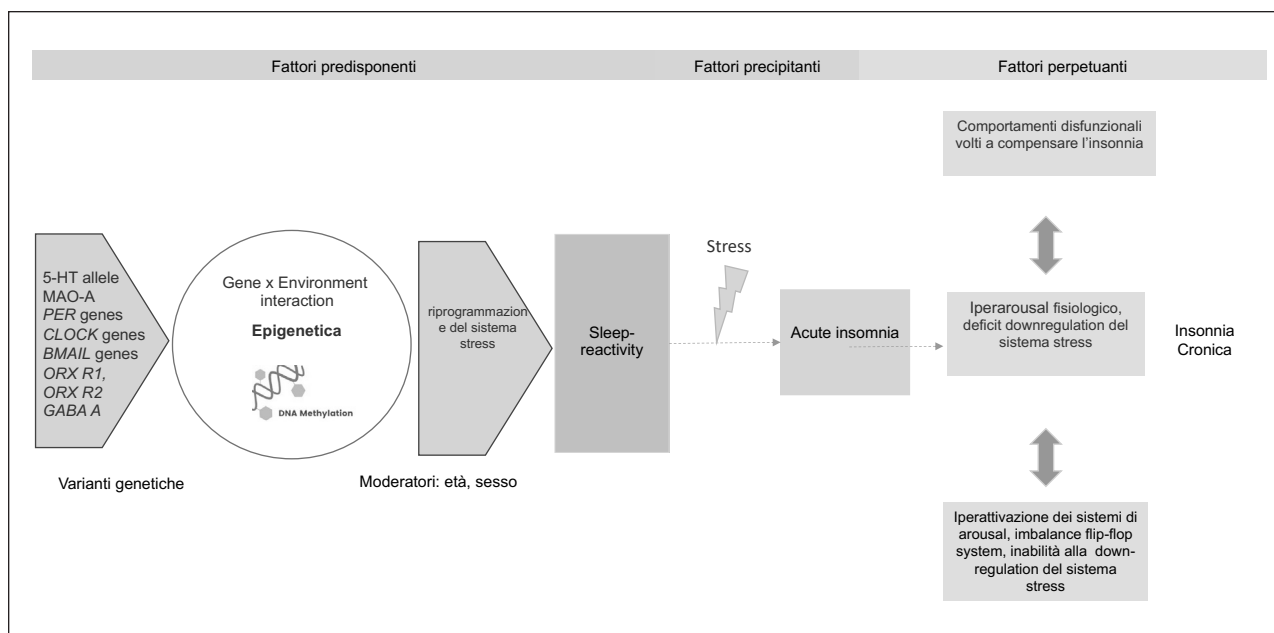 Fattori predisponenti
Fattori precipitanti
Fattori perpetuanti
Comportamenti disfunzionali
volti a compensare l'insonnia
5-HT allele
MAO-A
PER genes
CLOCK genes
BMAIL genes
ORX R1,
ORX R2
GABA A
Varianti genetiche
Gene x Environment
interaction
Epigenetica
DNA Methylation
riprogrammazion
e del sistema
stress
Moderatori: età, sesso
Sleep-
reactivity
Stress
Acute insomnia
Iperarousal fisiologico,
deficit downregulation del
sistema stress
Insonnia
Cronica
Iperattivazione dei sistemi di
arousal, imbalance flip-flop
system, inabilità alla down-
regulation del sistema
stress